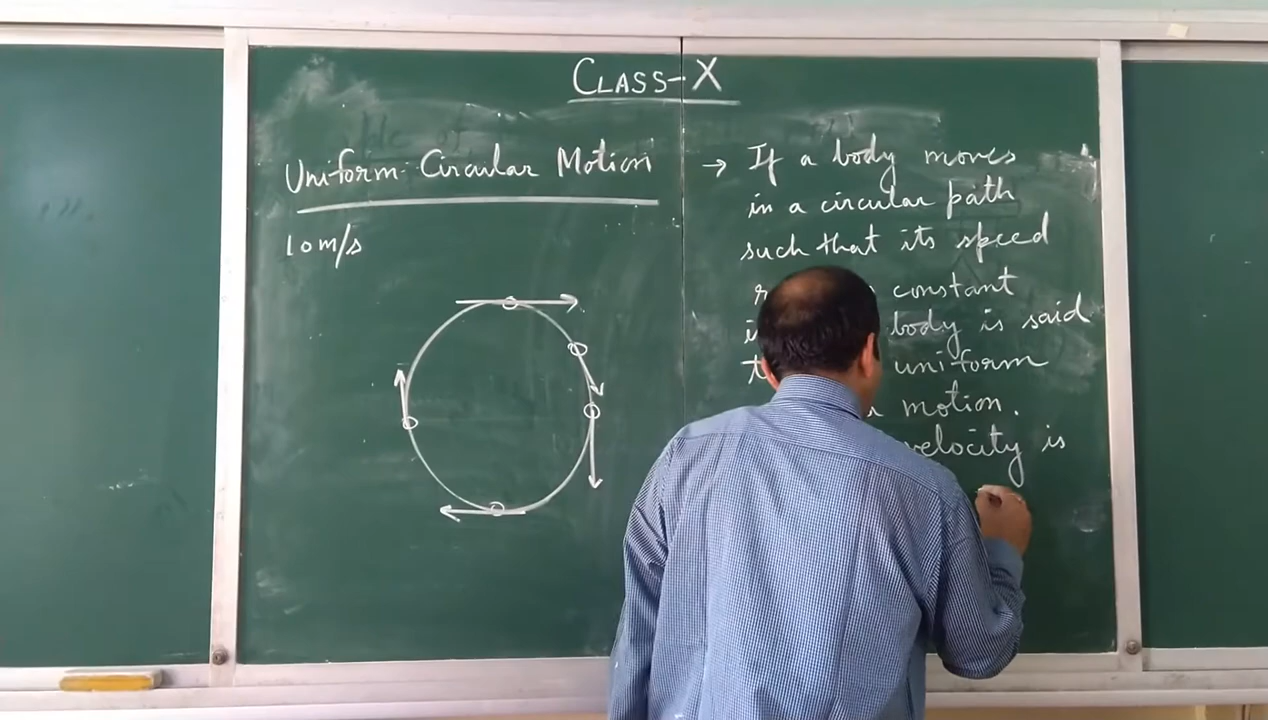 CLASS-X
Uniform Circular Motion
10m/s
→ If a body moves
in a circular path
such that its speed
constant
body is said
uniform
motion.
velocity is